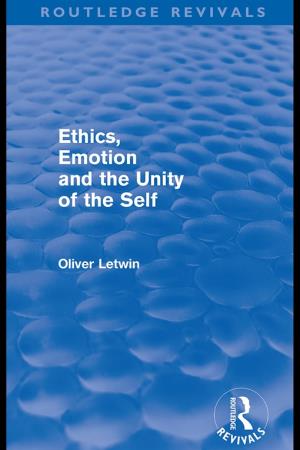 ROUTLEDGE REVIVALS
Ethics,
Emotion
and the Unity
of the Self
Oliver Letwin
ROUTLEDGE
REVIVALS